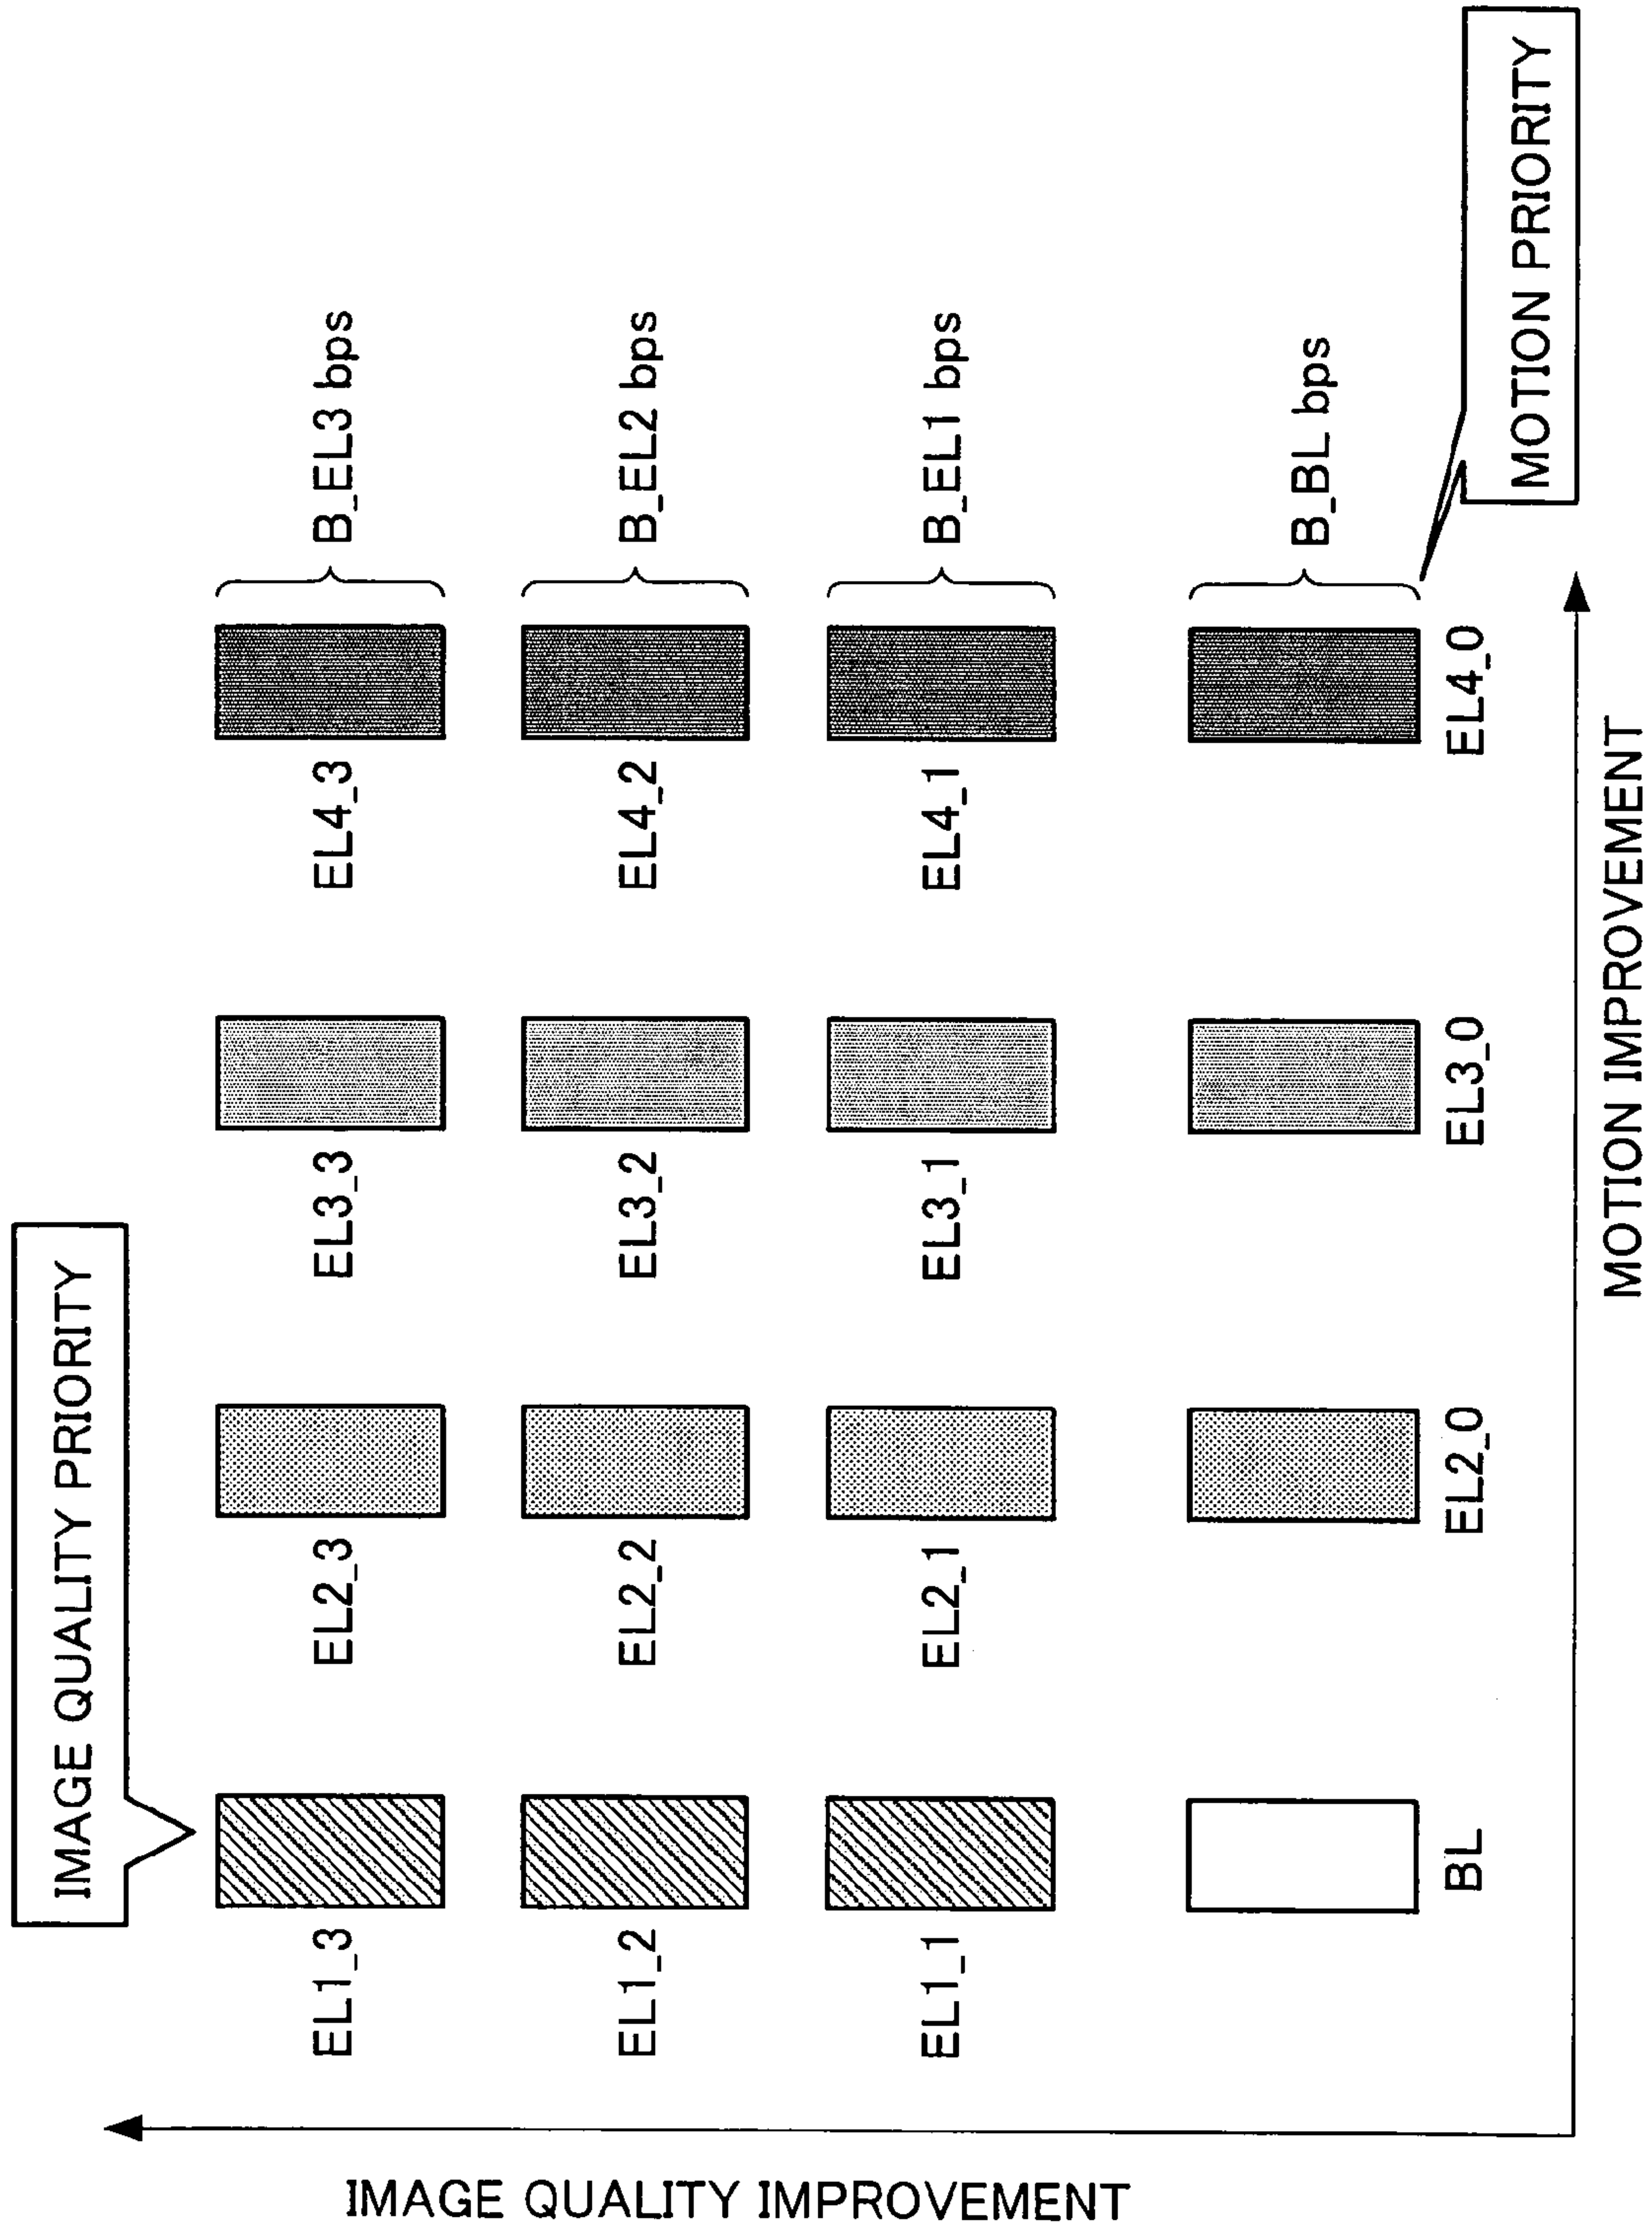 IMAGE QUALITY PRIORITY
EL1_3
EL2_3
EL3_3
EL4_3
B_EL3 bps
EL1_2
EL2_2
EL3_2
EL4_2
B_EL2 bps
EL1_1
EL2_1
EL3_1
EL4_1
B_EL1 bps
B_BL bps
BL
EL2_0
EL3_0
EL4_0
MOTION PRIORITY
MOTION IMPROVEMENT
IMAGE QUALITY IMPROVEMENT